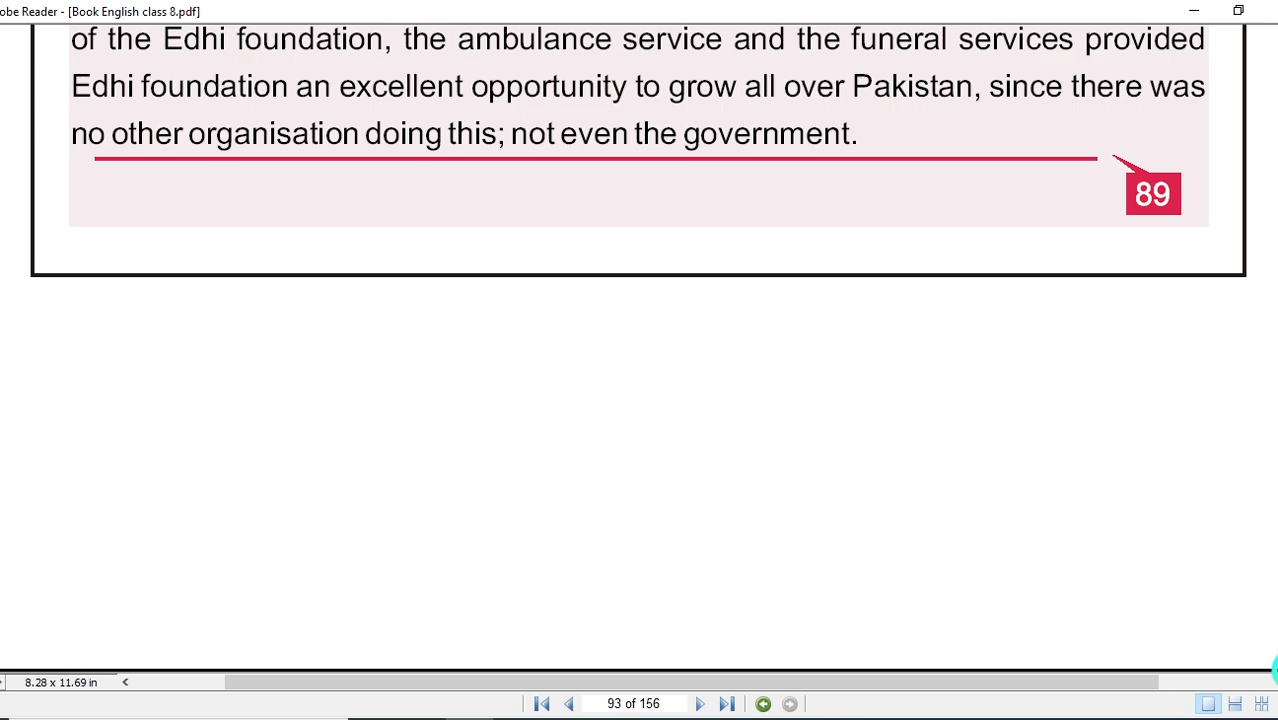 obe Reader - [Book English class 8.pdf]
of the Edhi foundation, the ambulance service and the funeral services provided
Edhi foundation an excellent opportunity to grow all over Pakistan, since there was
no other organisation doing this; not even the government.
89
8.28 x 11.69 in
93 of 156